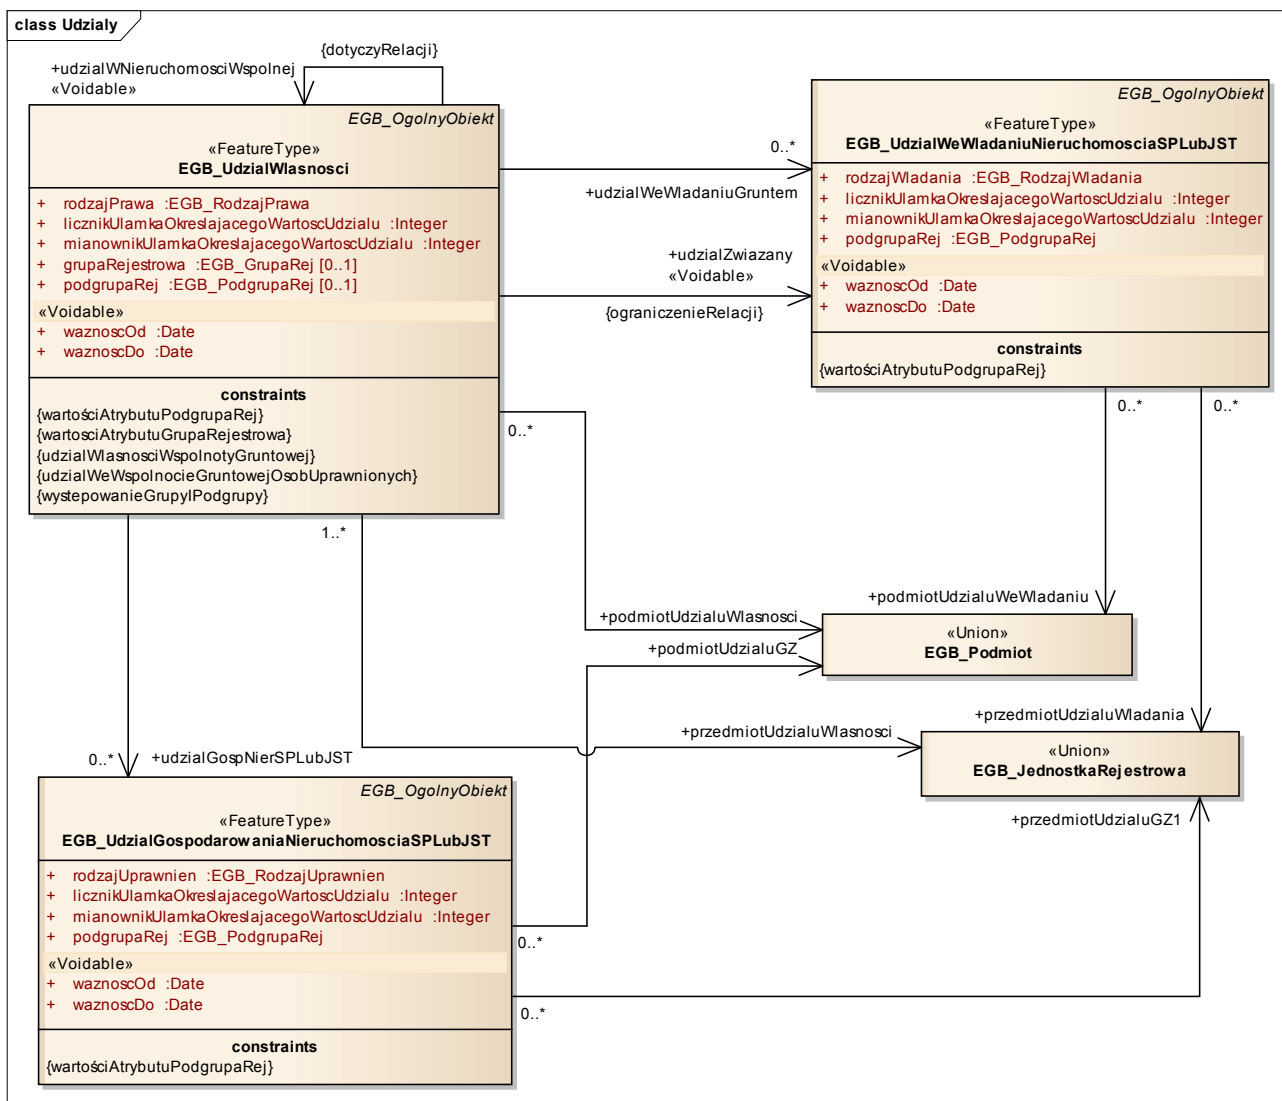 class Udzialy
{dotyczyRelacji}
+udzialWNieruchomosciWspolnej
«Voidable»
EGB_OgolnyObiekt
«FeatureType»
EGB_UdzialWlasnosci
+ rodzajPrawa :EGB_RodzajPrawa
+ licznikUlamkaOkreslajacegoWartoscUdzialu :Integer
+ mianownikUlamkaOkreslajacegoWartoscUdzialu :Integer
+ grupaRejestrowa :EGB_GrupaRej [0..1]
+ podgrupaRej :EGB_PodgrupaRej [0..1]
«Voidable»
+ waznoscOd :Date
+ waznoscDo :Date
constraints
{wartościAtrybutuPodgrupaRej}
{wartosciAtrybutuGrupaRejestrowa}
{udzialWlasnosciWspolnotyGruntowej}
{udzialWeWspolnocieGruntowejOsobUprawnionych}
{wystepowanieGrupyIPodgrupy}
0..*
+udzialWeWladaniuGruntem
+udzialZwiazany
«Voidable»
{ograniczenieRelacji}
EGB_OgolnyObiekt
«FeatureType»
EGB_UdzialWeWladaniuNieruchomosciaSPLubJST
+ rodzajWladania :EGB_RodzajWladania
+ licznikUlamkaOkreslajacegoWartoscUdzialu :Integer
+ mianownikUlamkaOkreslajacegoWartoscUdzialu :Integer
+ podgrupaRej :EGB_PodgrupaRej
«Voidable»
+ waznoscOd :Date
+ waznoscDo :Date
constraints
{wartościAtrybutuPodgrupaRej}
0..*
0..*
0..*
1..*
+podmiotUdzialuWeWladaniu
+podmiotUdzialuWlasnosci
+podmiotUdzialuGZ
«Union»
EGB_Podmiot
+przedmiotUdzialuWladania
+przedmiotUdzialuWlasnosci
«Union»
EGB_JednostkaRejestrowa
+przedmiotUdzialuGZ1
0..*
+udzialGospNierSPLubJST
EGB_OgolnyObiekt
«FeatureType»
EGB_UdzialGospodarowaniaNieruchomosciaSPLubJST
+ rodzajUprawnien :EGB_RodzajUprawnien
+ licznikUlamkaOkreslajacegoWartoscUdzialu :Integer
+ mianownikUlamkaOkreslajacegoWartoscUdzialu :Integer
+ podgrupaRej :EGB_PodgrupaRej
«Voidable»
+ waznoscOd :Date
+ waznoscDo :Date
constraints
{wartościAtrybutuPodgrupaRej}
0..*
0..*